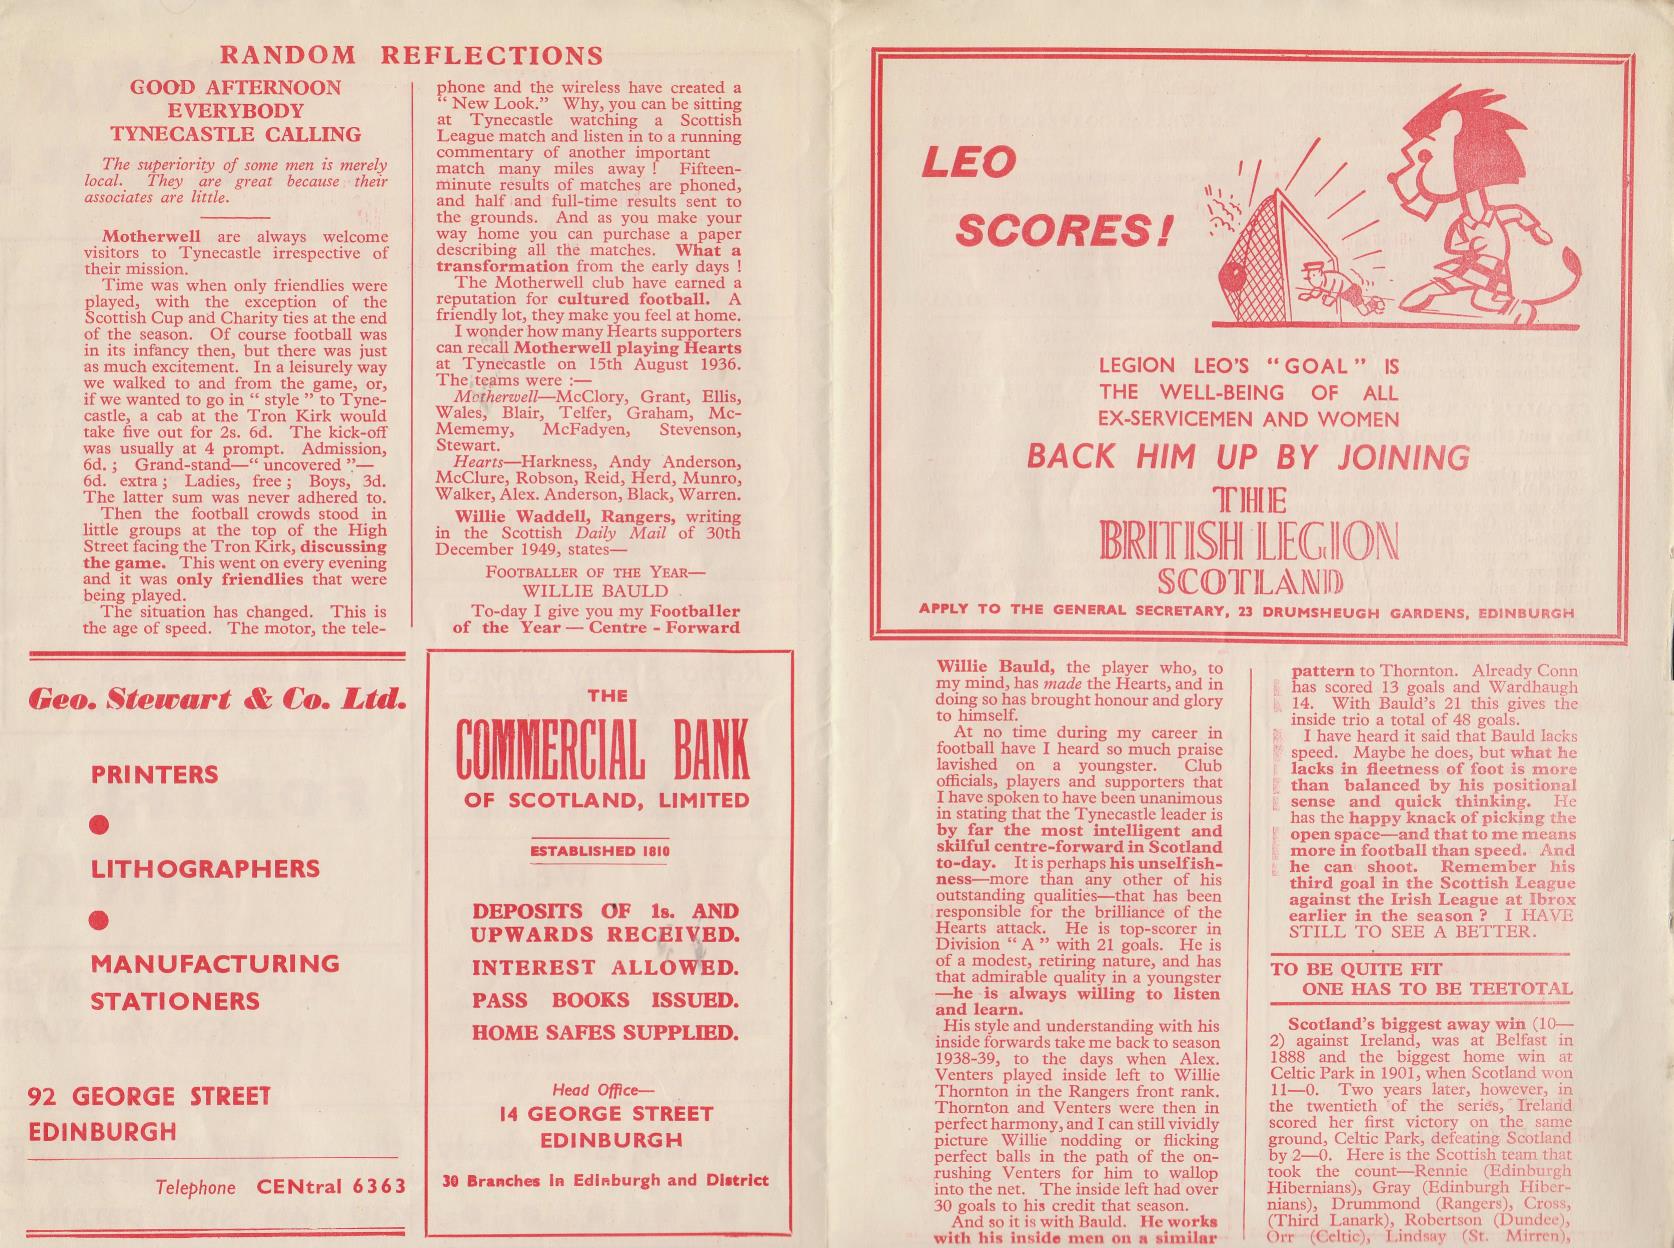 RANDOM REFLECTIONS
GOOD AFTERNOON
EVERYBODY
TYNECASTLE CALLING
The superiority of some men is merely
local. They are great because their
associates are little.
Motherwell are always welcome
visitors to Tynecastle irrespective of
their mission.
Time was when only friendlies were
played, with the exception of the
Scottish Cup and Charity ties at the end
of the season. Of course football was
in its infancy then, but there was just
as much excitement. In a leisurely way
we walked to and from the game, or,
if we wanted to go in " style " to Tyne-
castle, a cab at the Tron Kirk would
take five out for 2s. 6d. The kick-off
was usually at 4 prompt. Admission,
6d. ; Grand-stand—" uncovered "—
6d. extra ; Ladies, free ; Boys, 3d.
The latter sum was never adhered to.
Then the football crowds stood in
little groups at the top of the High
Street facing the Tron Kirk, discussing
the game. This went on every evening
and it was only friendlies that were
being played.
The situation has changed. This is
the age of speed. The motor, the tele-
phone and the wireless have created a
" New Look." Why, you can be sitting
at Tynecastle watching a Scottish
League match and listen in to a running
commentary of another important
match many miles away ! Fifteen-
minute results of matches are phoned,
and half and full-time results sent to
the grounds. And as you make your
way home you can purchase a paper
describing all the matches. What a
transformation from the early days !
The Motherwell club have earned a
reputation for cultured football. A
friendly lot, they make you feel at home.
I wonder how many Hearts supporters
can recall Motherwell playing Hearts
at Tynecastle on 15th August 1936.
The teams were :—
Motherwell—McClory, Grant, Ellis,
Wales, Blair, Telfer, Graham, Mc-
Mememy, McFadyen, Stevenson,
Stewart.
Hearts—Harkness, Andy Anderson,
McClure, Robson, Reid, Herd, Munro,
Walker, Alex. Anderson, Black, Warren.
Willie Waddell, Rangers, writing
in the Scottish Daily Mail of 30th
December 1949, states—
FOOTBALLER OF THE YEAR—
WILLIE BAULD
To-day I give you my Footballer
of the Year — Centre - Forward
Geo. Stewart & Co. Ltd.
PRINTERS
LITHOGRAPHERS
MANUFACTURING
STATIONERS
92 GEORGE STREET
EDINBURGH
Telephone CENtral 6363
THE
COMMERCIAL BANK
OF SCOTLAND, LIMITED
ESTABLISHED 1810
DEPOSITS OF 1s. AND
UPWARDS RECEIVED.
INTEREST ALLOWED.
PASS BOOKS ISSUED.
HOME SAFES SUPPLIED.
Head Office—
14 GEORGE STREET
EDINBURGH
30 Branches in Edinburgh and District
LEO
SCORES!
LEGION LEO'S "GOAL" IS
THE WELL-BEING OF ALL
EX-SERVICEMEN AND WOMEN
BACK HIM UP BY JOINING
THE
BRITISH LEGION
SCOTLAND
APPLY TO THE GENERAL SECRETARY, 23 DRUMSHEUGH GARDENS, EDINBURGH
Willie Bauld, the player who, to
my mind, has made the Hearts, and in
doing so has brought honour and glory
to himself.
At no time during my career in
football have I heard so much praise
lavished on a youngster. Club
officials, players and supporters that
I have spoken to have been unanimous
in stating that the Tynecastle leader is
by far the most intelligent and
skilful centre-forward in Scotland
to-day. It is perhaps his unselfish-
ness—more than any other of his
outstanding qualities—that has been
responsible for the brilliance of the
Hearts attack. He is top-scorer in
Division " A " with 21 goals. He is
of a modest, retiring nature, and has
that admirable quality in a youngster
—he is always willing to listen
and learn.
His style and understanding with his
inside forwards take me back to season
1938-39, to the days when Alex.
Venters played inside left to Willie
Thornton in the Rangers front rank.
Thornton and Venters were then in
perfect harmony, and I can still vividly
picture Willie nodding or flicking
perfect balls in the path of the on-
rushing Venters for him to wallop
into the net. The inside left had over
30 goals to his credit that season.
And so it is with Bauld. He works
with his inside men on a similar
pattern to Thornton. Already Conn
has scored 13 goals and Wardhaugh
14. With Bauld's 21 this gives the
inside trio a total of 48 goals.
I have heard it said that Bauld lacks
speed. Maybe he does, but what he
lacks in fleetness of foot is more
than balanced by his positional
sense and quick thinking. He
has the happy knack of picking the
open space—and that to me means
more in football than speed. And
he can shoot. Remember his
third goal in the Scottish League
against the Irish League at Ibrox
earlier in the season ? I HAVE
STILL TO SEE A BETTER.
TO BE QUITE FIT
ONE HAS TO BE TEETOTAL
Scotland's biggest away win (10—
2) against Ireland, was at Belfast in
1888 and the biggest home win at
Celtic Park in 1901, when Scotland won
11—0. Two years later, however, in
the twentieth of the series, Ireland
scored her first victory on the same
ground, Celtic Park, defeating Scotland
by 2—0. Here is the Scottish team that
took the count—Rennie (Edinburgh
Hibernians), Gray (Edinburgh Hiber-
nians), Drummond (Rangers), Cross,
(Third Lanark), Robertson (Dundee),
Orr (Celtic), Lindsay (St. Mirren),